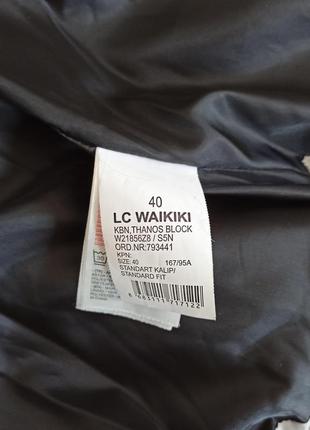 40
LC WAIKIKI
KBN,THANOS BLOCK
W21856Z8 / S5N
ORD.NR:793441
KPN:
SIZE: 40 167/95A
STANDART KALIP/
STANDARD FIT